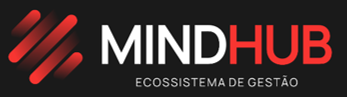 MINDHUB
ECOSSISTEMA DE GESTÃO